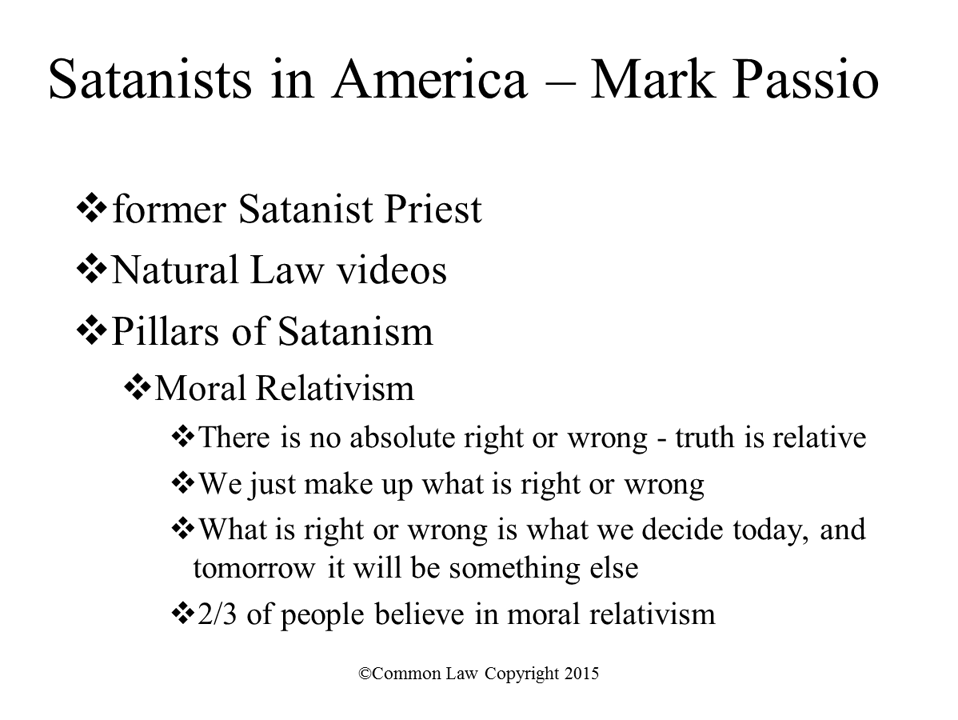 Satanists in America – Mark Passio
❖former Satanist Priest
❖Natural Law videos
❖Pillars of Satanism
❖Moral Relativism
❖There is no absolute right or wrong - truth is relative
❖We just make up what is right or wrong
❖What is right or wrong is what we decide today, and
tomorrow it will be something else
❖2/3 of people believe in moral relativism
©Common Law Copyright 2015